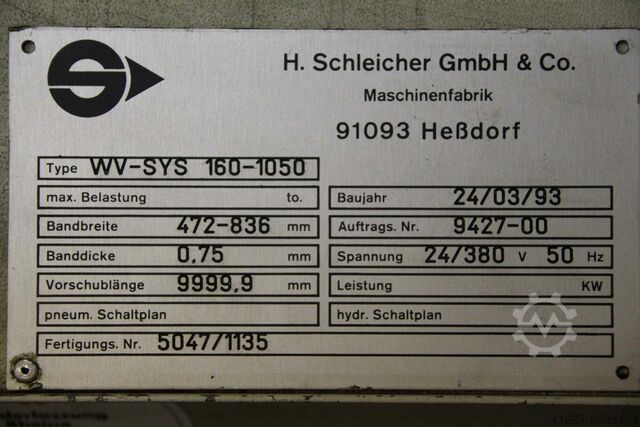 H. Schleicher GmbH & Co.
Maschinenfabrik
91093 Heßdorf
Type WV-SYS 160-1050
max. Belastung to.
Baujahr 24/03/93
Bandbreite 472-836 mm
Auftrags. Nr. 9427-00
Banddicke 0,75 mm
Spannung 24/380 V 50 Hz
Vorschublänge 9999,9 mm
Leistung KW
pneum. Schaltplan
hydr. Schaltplan
Fertigungs. Nr. 5047/1135